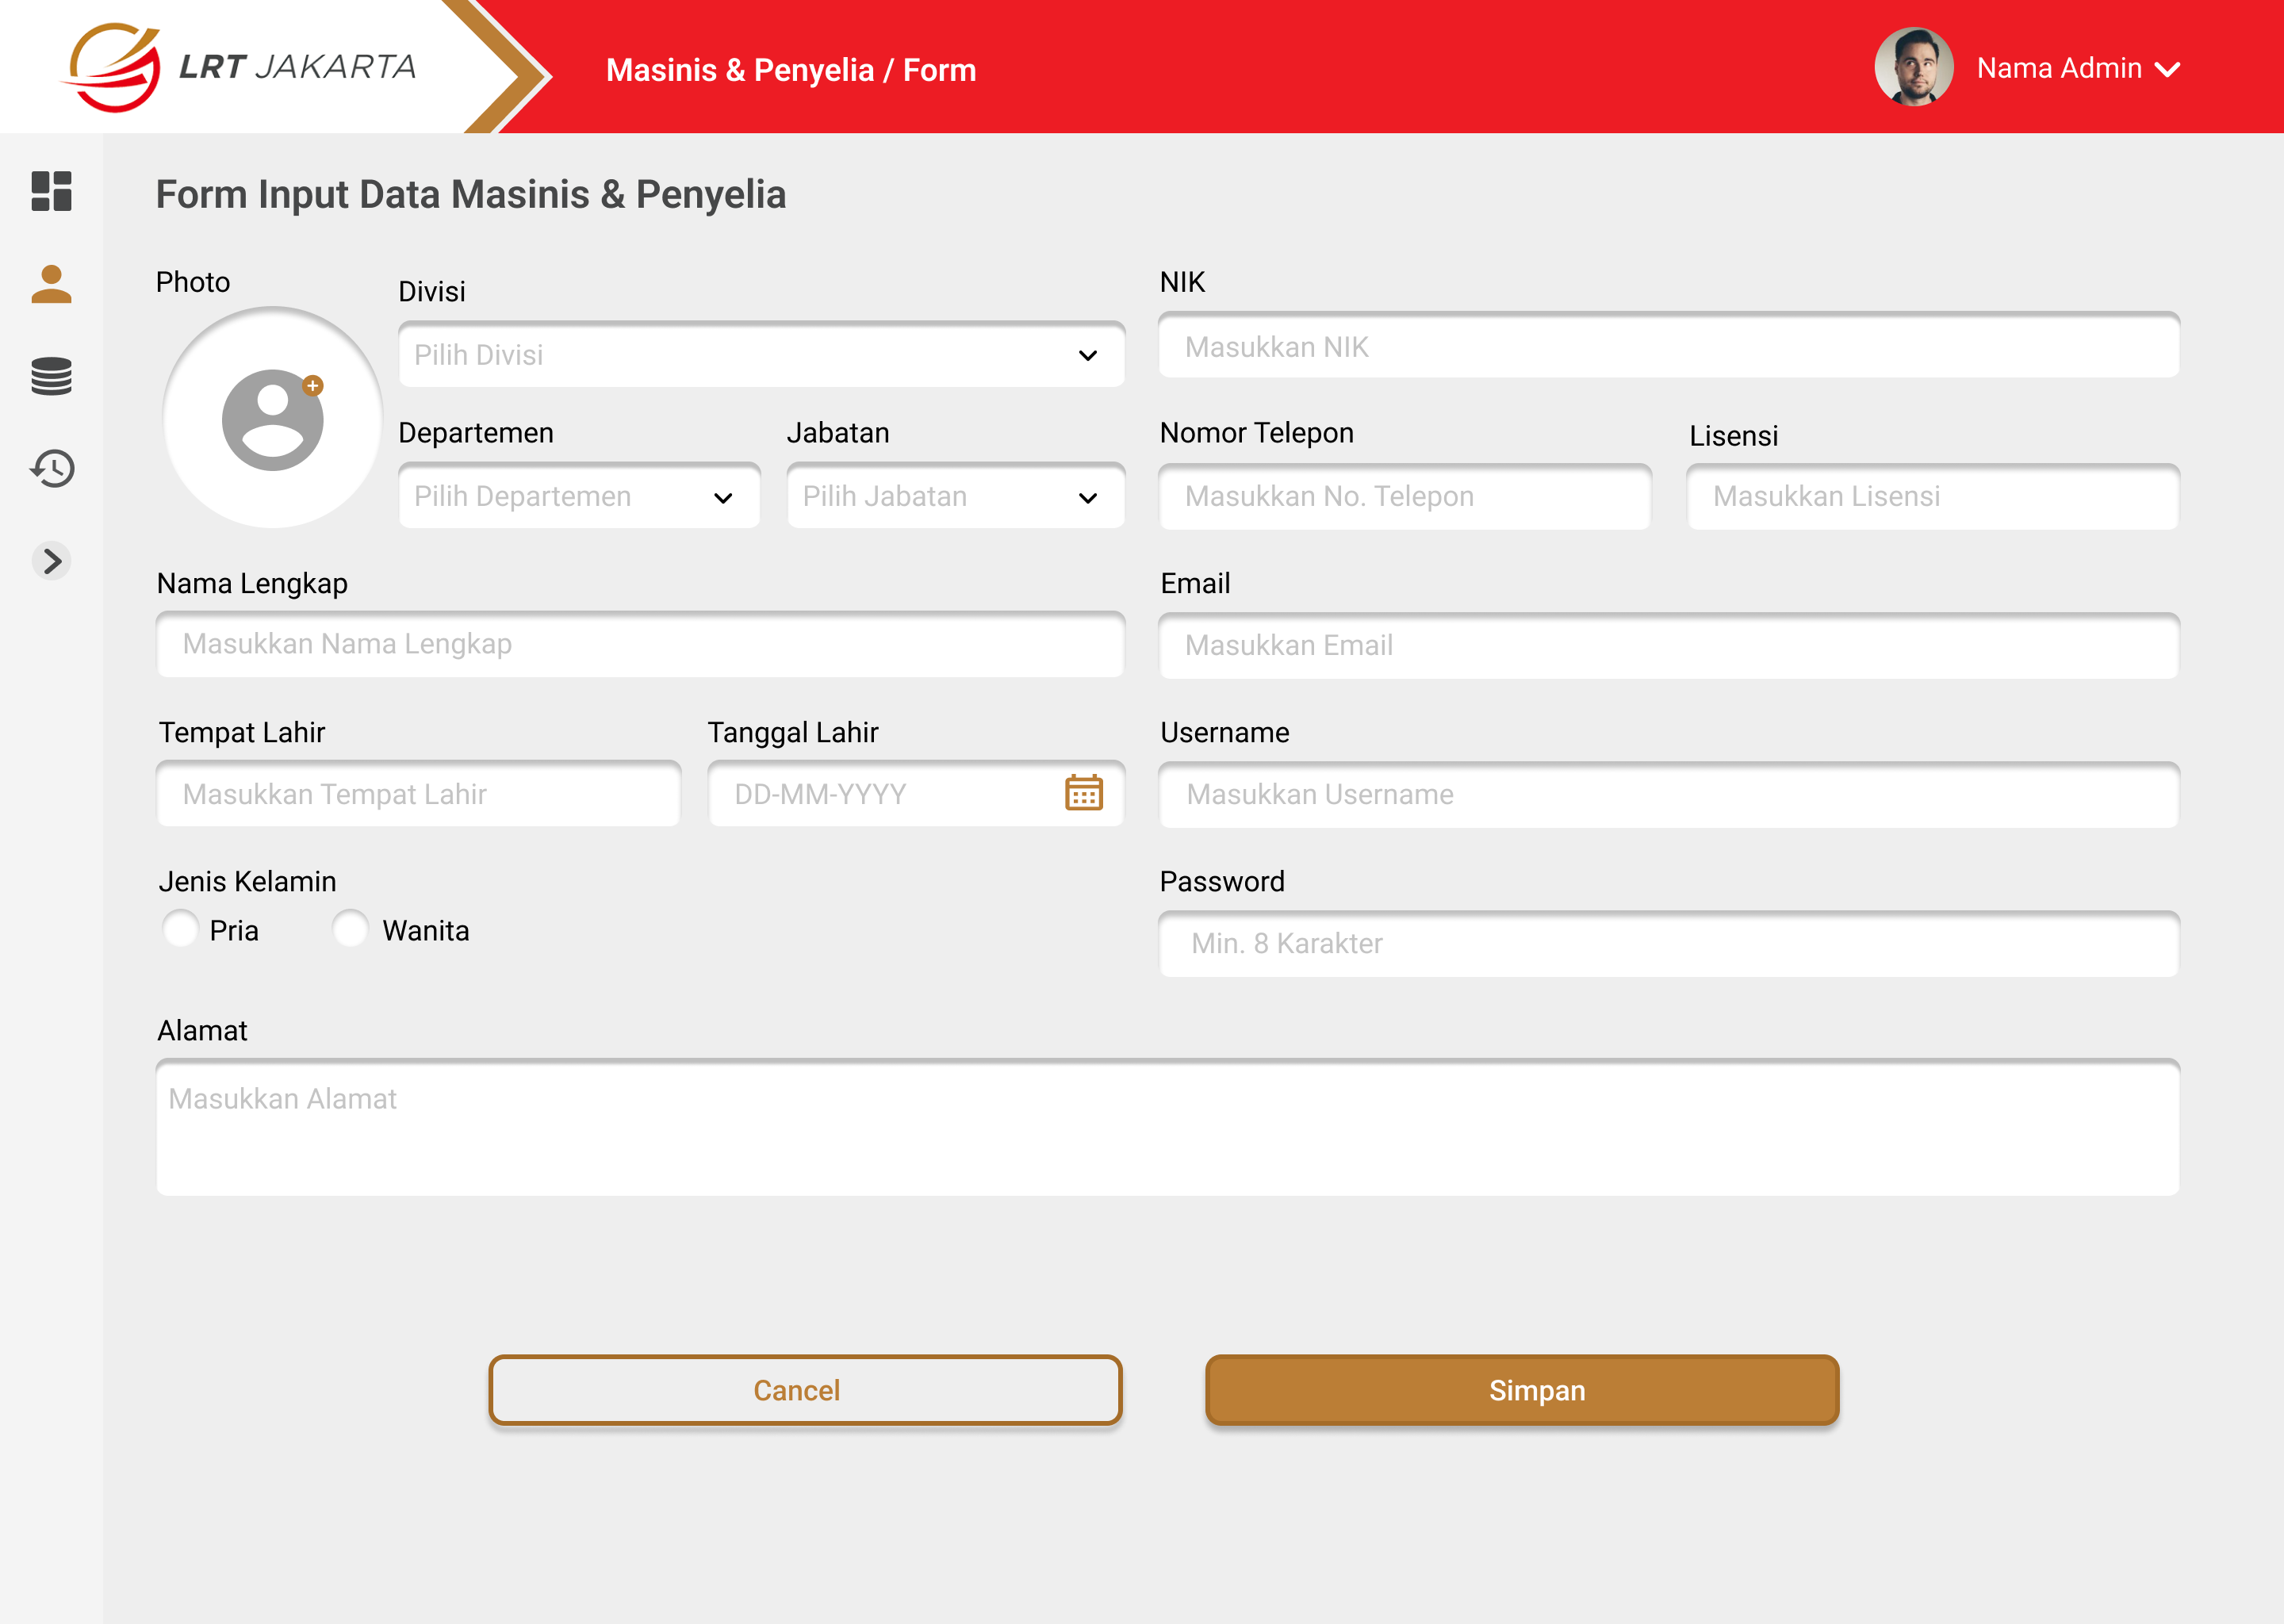 LRT JAKARTA
Masinis & Penyelia / Form
Nama Admin
Form Input Data Masinis & Penyelia
Photo
Divisi
Pilih Divisi
NIK
Masukkan NIK
Departemen
Pilih Departemen
Jabatan
Pilih Jabatan
Nomor Telepon
Masukkan No. Telepon
Lisensi
Masukkan Lisensi
Nama Lengkap
Masukkan Nama Lengkap
Email
Masukkan Email
Tempat Lahir
Masukkan Tempat Lahir
Tanggal Lahir
DD-MM-YYYY
Username
Masukkan Username
Jenis Kelamin
Pria
Wanita
Password
Min. 8 Karakter
Alamat
Masukkan Alamat
Cancel
Simpan